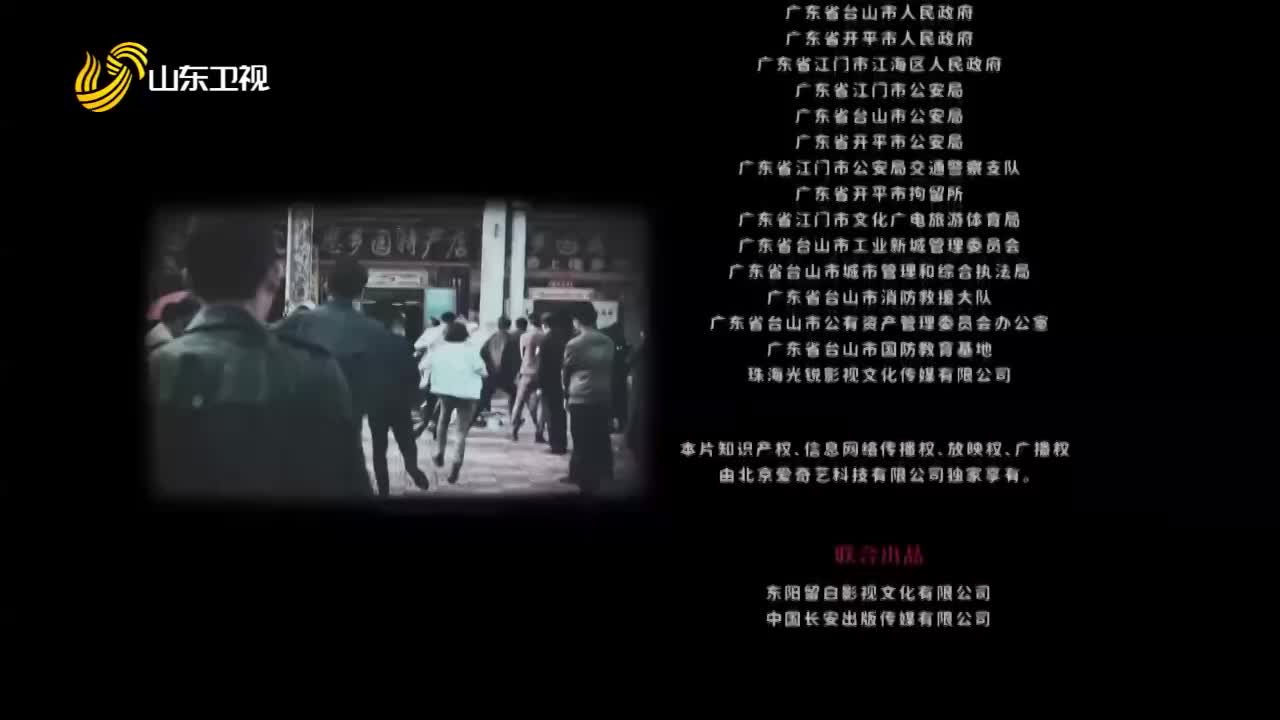 山东卫视
广东省台山市人民政府
广东省开平市人民政府
广东省江门市江海区人民政府
广东省江门市公安局
广东省台山市公安局
广东省开平市公安局
广东省江门市公安局交通警察支队
广东省开平市拘留所
广东省江门市文化广电旅游体育局
广东省台山市工业新城管理委员会
广东省台山市城市管理和综合执法局
广东省台山市消防救援大队
广东省台山市公有资产管理委员会办公室
广东省台山市国防教育基地
珠海光锐影视文化传媒有限公司
特产店
本片知识产权、信息网络传播权、放映权、广播权
由北京爱奇艺科技有限公司独家享有。
联合出品
东阳留白影视文化有限公司
中国长安出版传媒有限公司